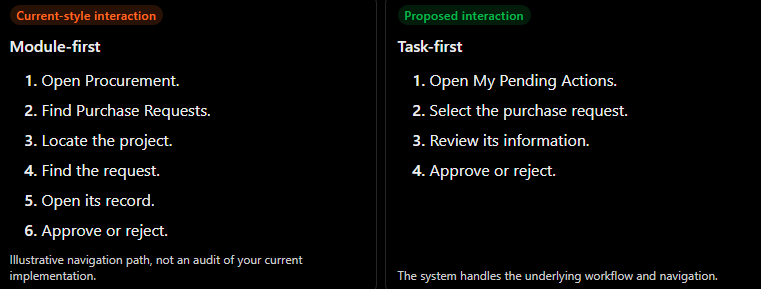 Current-style interaction
Module-first
1. Open Procurement.
2. Find Purchase Requests.
3. Locate the project.
4. Find the request.
5. Open its record.
6. Approve or reject.
Illustrative navigation path, not an audit of your current
implementation.
Proposed interaction
Task-first
1. Open My Pending Actions.
2. Select the purchase request.
3. Review its information.
4. Approve or reject.
The system handles the underlying workflow and navigation.